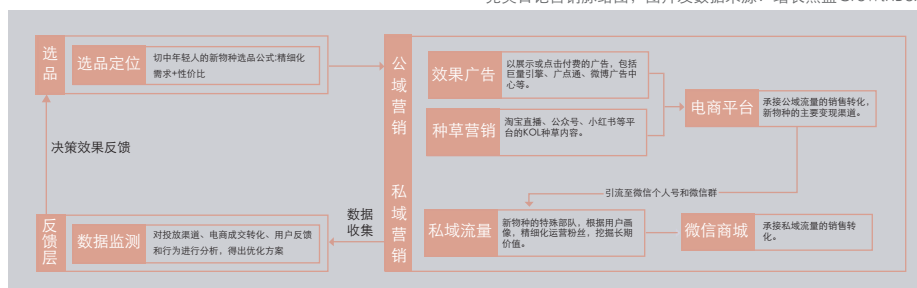 选品
选品定位
切中年轻人的新物种选品公式:精细化
需求+性价比
公域营销
效果广告
以展示或点击付费的广告，包括
巨量引擎、广点通、微博广告中
心等。
种草营销
淘宝直播、公众号、小红书等平
台的KOL种草内容。
电商平台
承接公域流量的销售转化，
新物种的主要变现渠道。
决策效果反馈
引流至微信个人号和微信群
私域营销
私域流量
新物种的特殊部队，根据用户画
像，精细化运营粉丝，挖掘长期
价值。
微信商城
承接私域流量的销售转
化。
数据
收集
反馈层
数据监测
对投放渠道、电商成交转化、用户反馈
和行为进行分析，得出优化方案